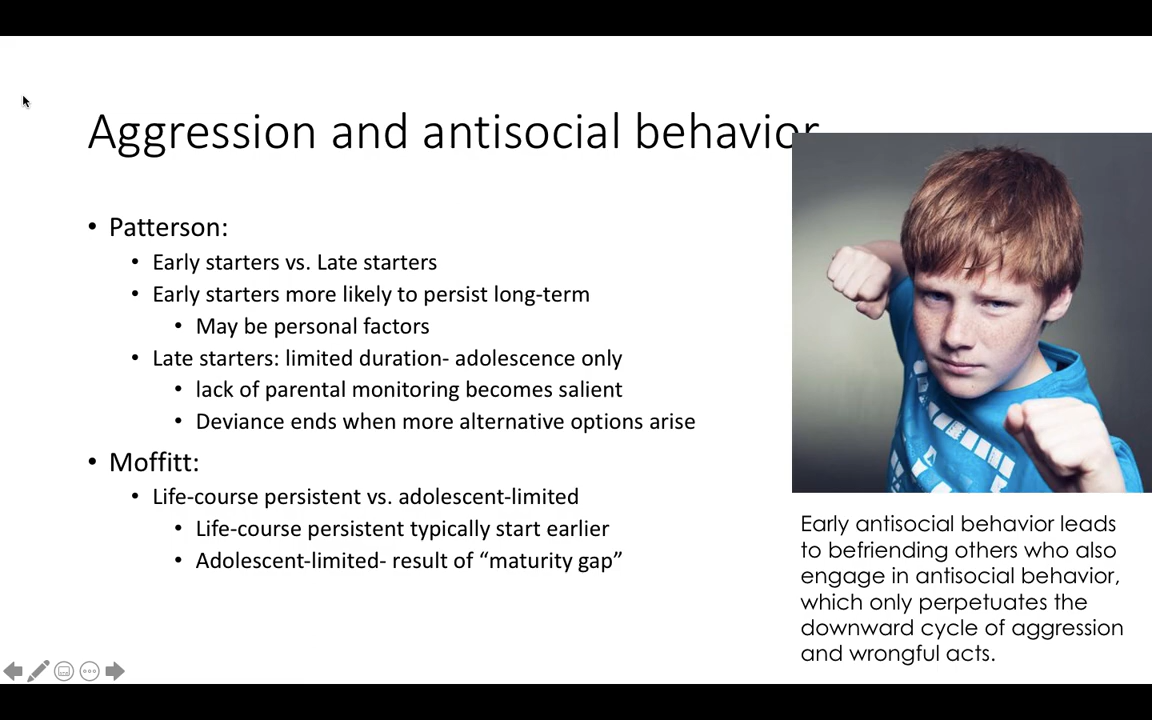 Aggression and antisocial behavior
• Patterson:
• Early starters vs. Late starters
• Early starters more likely to persist long-term
• May be personal factors
• Late starters: limited duration- adolescence only
• lack of parental monitoring becomes salient
• Deviance ends when more alternative options arise
• Moffitt:
• Life-course persistent vs. adolescent-limited
• Life-course persistent typically start earlier
• Adolescent-limited- result of “maturity gap”
Early antisocial behavior leads
to befriending others who also
engage in antisocial behavior,
which only perpetuates the
downward cycle of aggression
and wrongful acts.